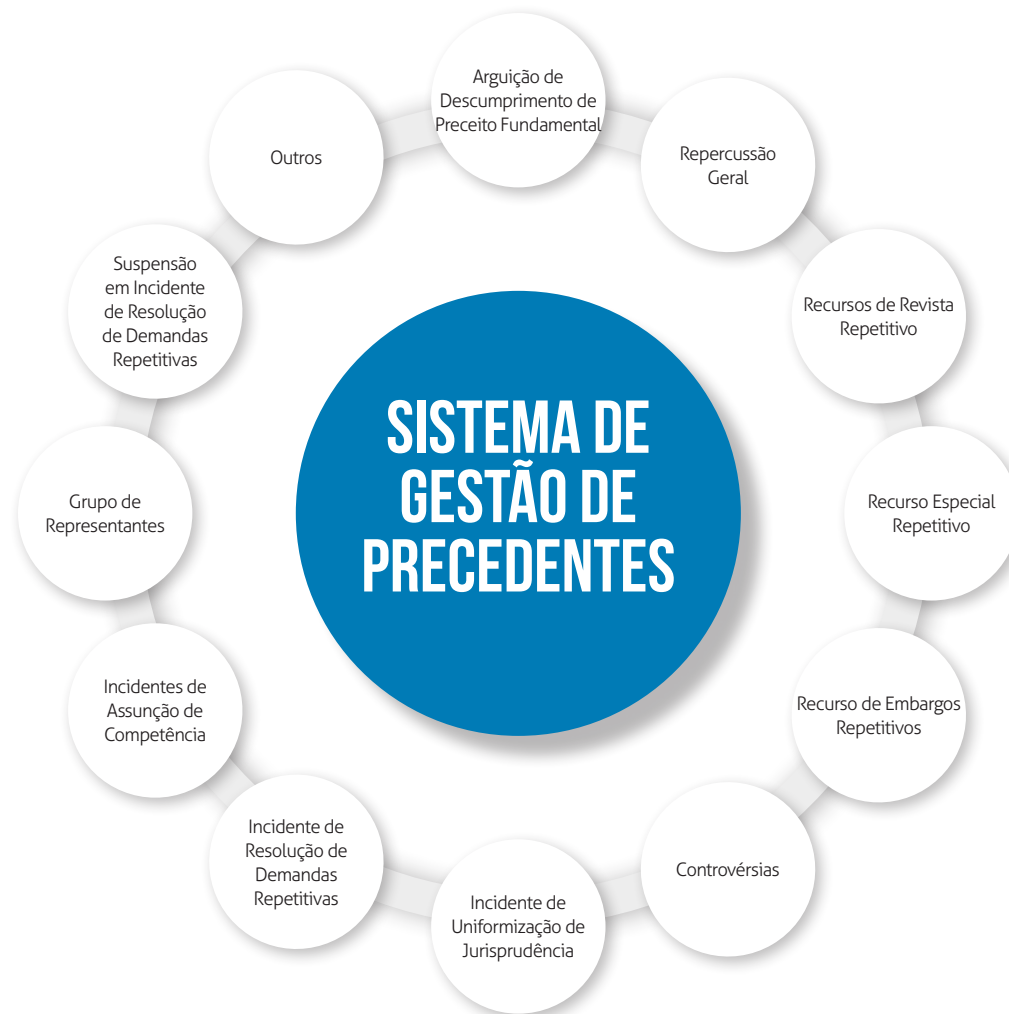 Arguição de
Descumprimento de
Preceito Fundamental
Repercussão
Geral
Recursos de Revista
Repetitivo
Recurso Especial
Repetitivo
Recurso de Embargos
Repetitivos
Controvérsias
Incidente de
Uniformização de
Jurisprudência
Incidente de
Resolução de
Demandas
Repetitivas
Incidentes de
Assunção de
Competência
Grupo de
Representantes
Suspensão
em Incidente
de Resolução
de Demandas
Repetitivas
Outros
SISTEMA DE
GESTÃO DE
PRECEDENTES